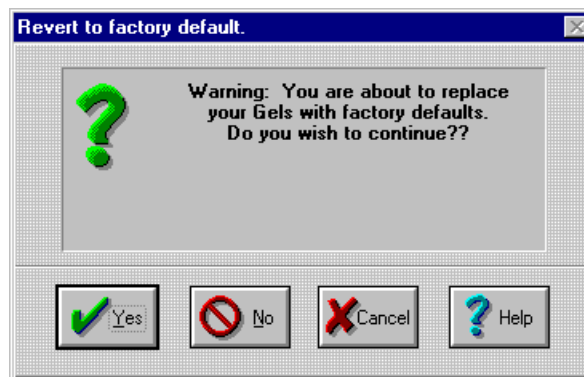 Revert to factory default.
Warning:  You are about to replace
your Gels with factory defaults.
Do you wish to continue??
Yes
No
Cancel
Help